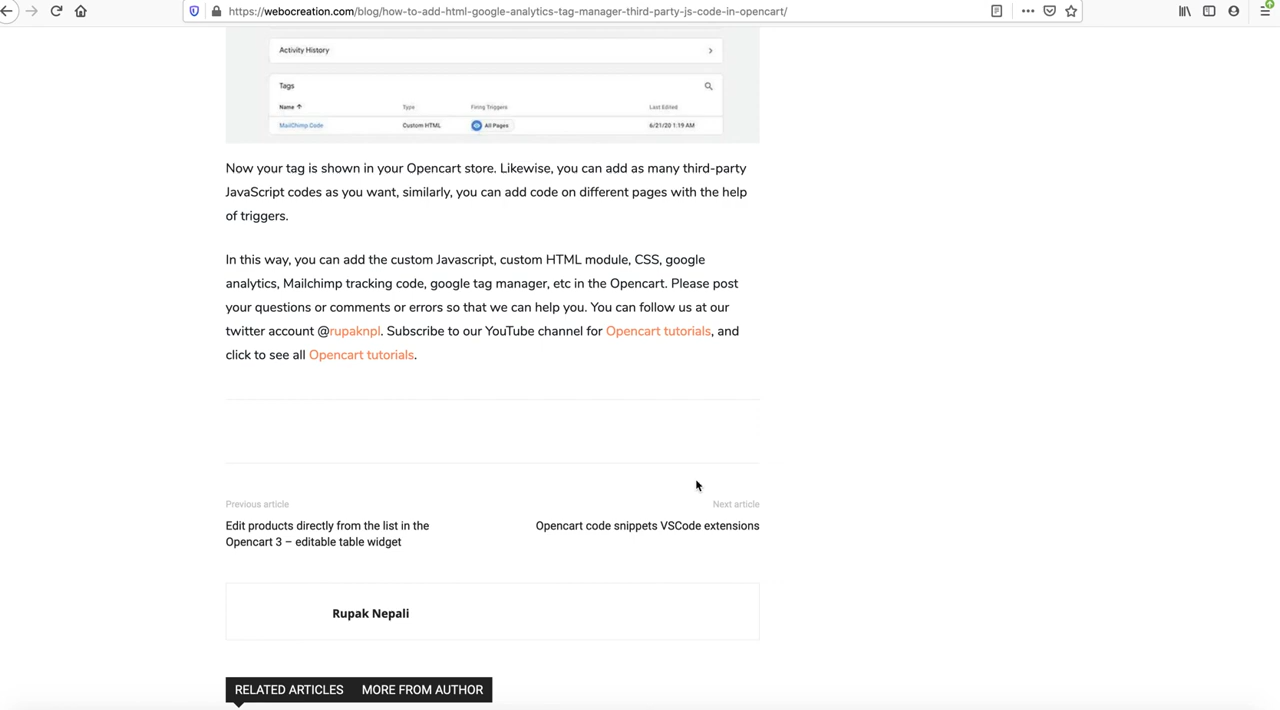 https://webocreation.com/blog/how-to-add-html-google-analytics-tag-manager-third-party-js-code-in-opencart/
Activity History
Tags
Name Type Firing Triggers Last Edited
MailChimp Code Custom HTML All Pages 6/21/20 1:19 AM
Now your tag is shown in your Opencart store. Likewise, you can add as many third-party
JavaScript codes as you want, similarly, you can add code on different pages with the help
of triggers.
In this way, you can add the custom Javascript, custom HTML module, CSS, google
analytics, Mailchimp tracking code, google tag manager, etc in the Opencart. Please post
your questions or comments or errors so that we can help you. You can follow us at our
twitter account @rupaknpl. Subscribe to our YouTube channel for Opencart tutorials, and
click to see all Opencart tutorials.
Previous article
Edit products directly from the list in the
Opencart 3 – editable table widget
Next article
Opencart code snippets VSCode extensions
Rupak Nepali
RELATED ARTICLES MORE FROM AUTHOR